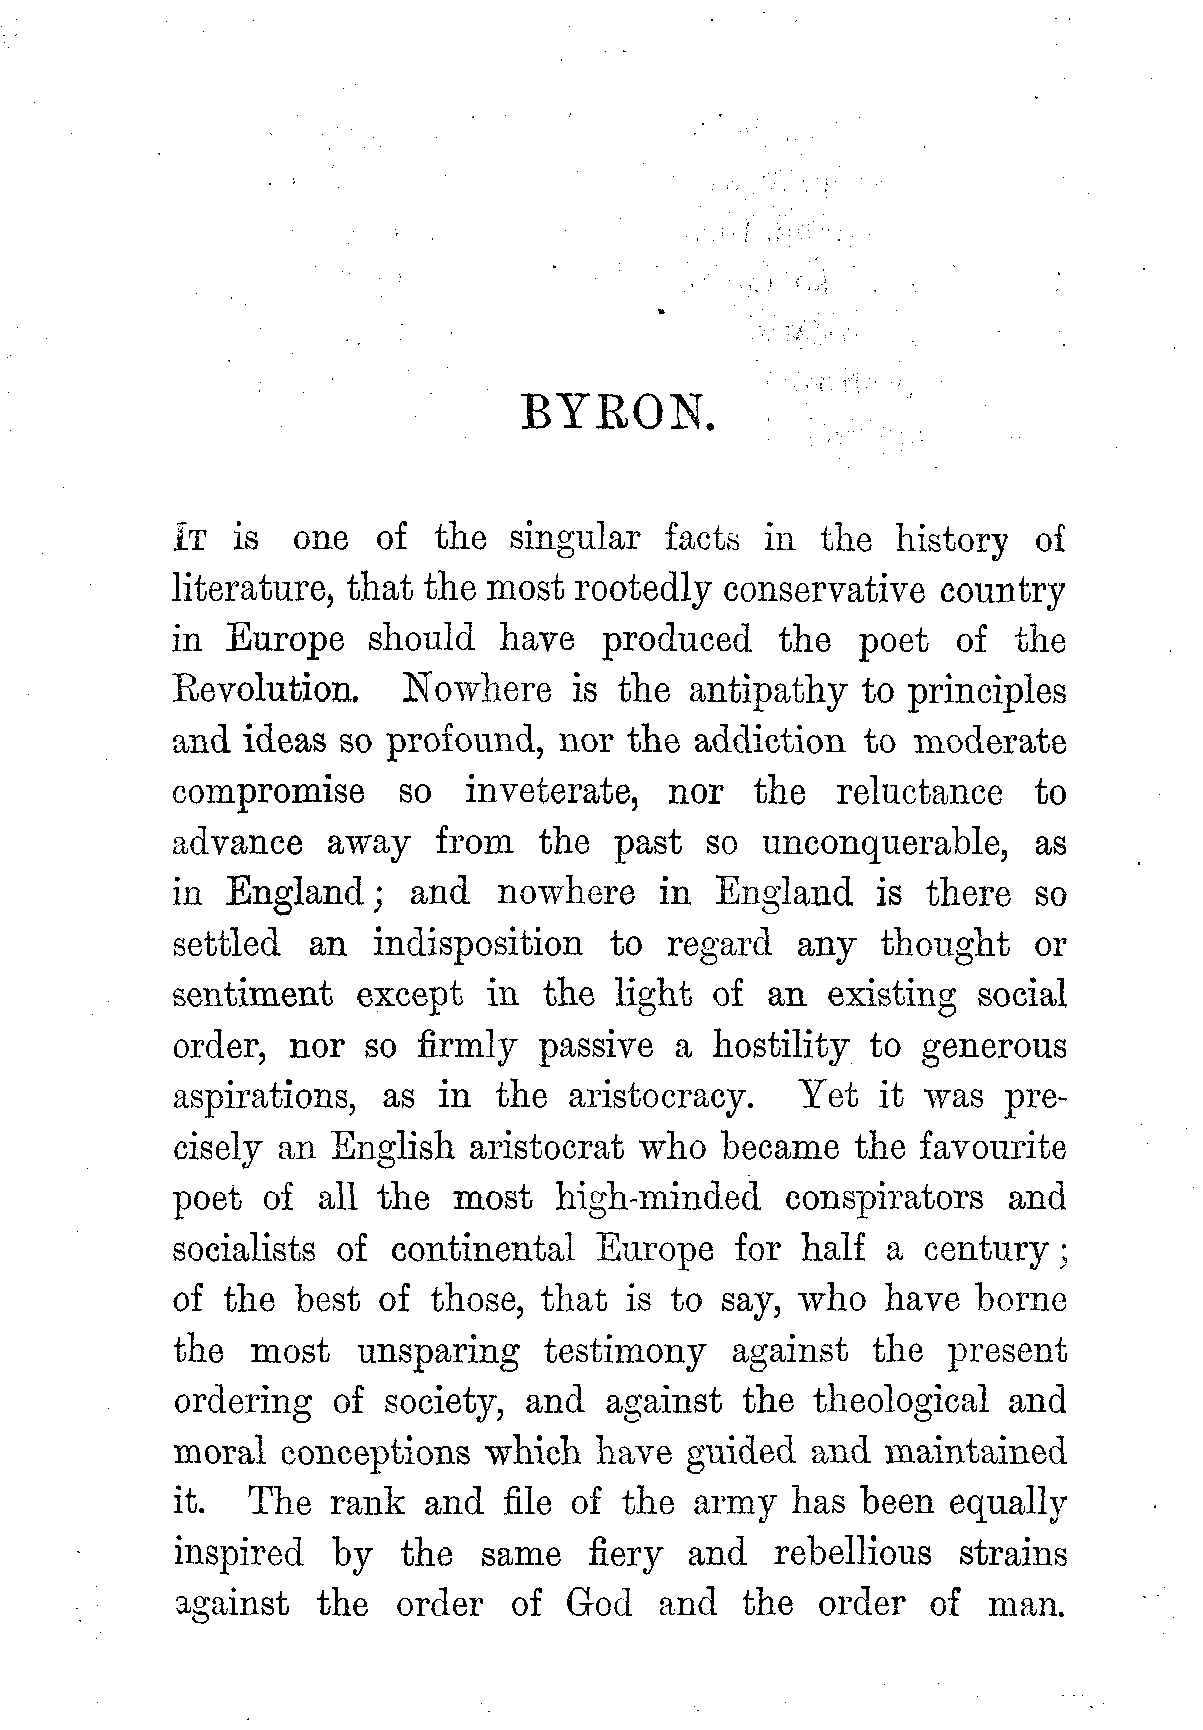 BYRON.
IT is one of the singular facts in the history of
literature, that the most rootedly conservative country
in Europe should have produced the poet of the
Revolution. Nowhere is the antipathy to principles
and ideas so profound, nor the addiction to moderate
compromise so inveterate, nor the reluctance to
advance away from the past so unconquerable, as
in England; and nowhere in England is there so
settled an indisposition to regard any thought or
sentiment except in the light of an existing social
order, nor so firmly passive a hostility to generous
aspirations, as in the aristocracy. Yet it was pre-
cisely an English aristocrat who became the favourite
poet of all the most high-minded conspirators and
socialists of continental Europe for half a century;
of the best of those, that is to say, who have borne
the most unsparing testimony against the present
ordering of society, and against the theological and
moral conceptions which have guided and maintained
it. The rank and file of the army has been equally
inspired by the same fiery and rebellious strains
against the order of God and the order of man.